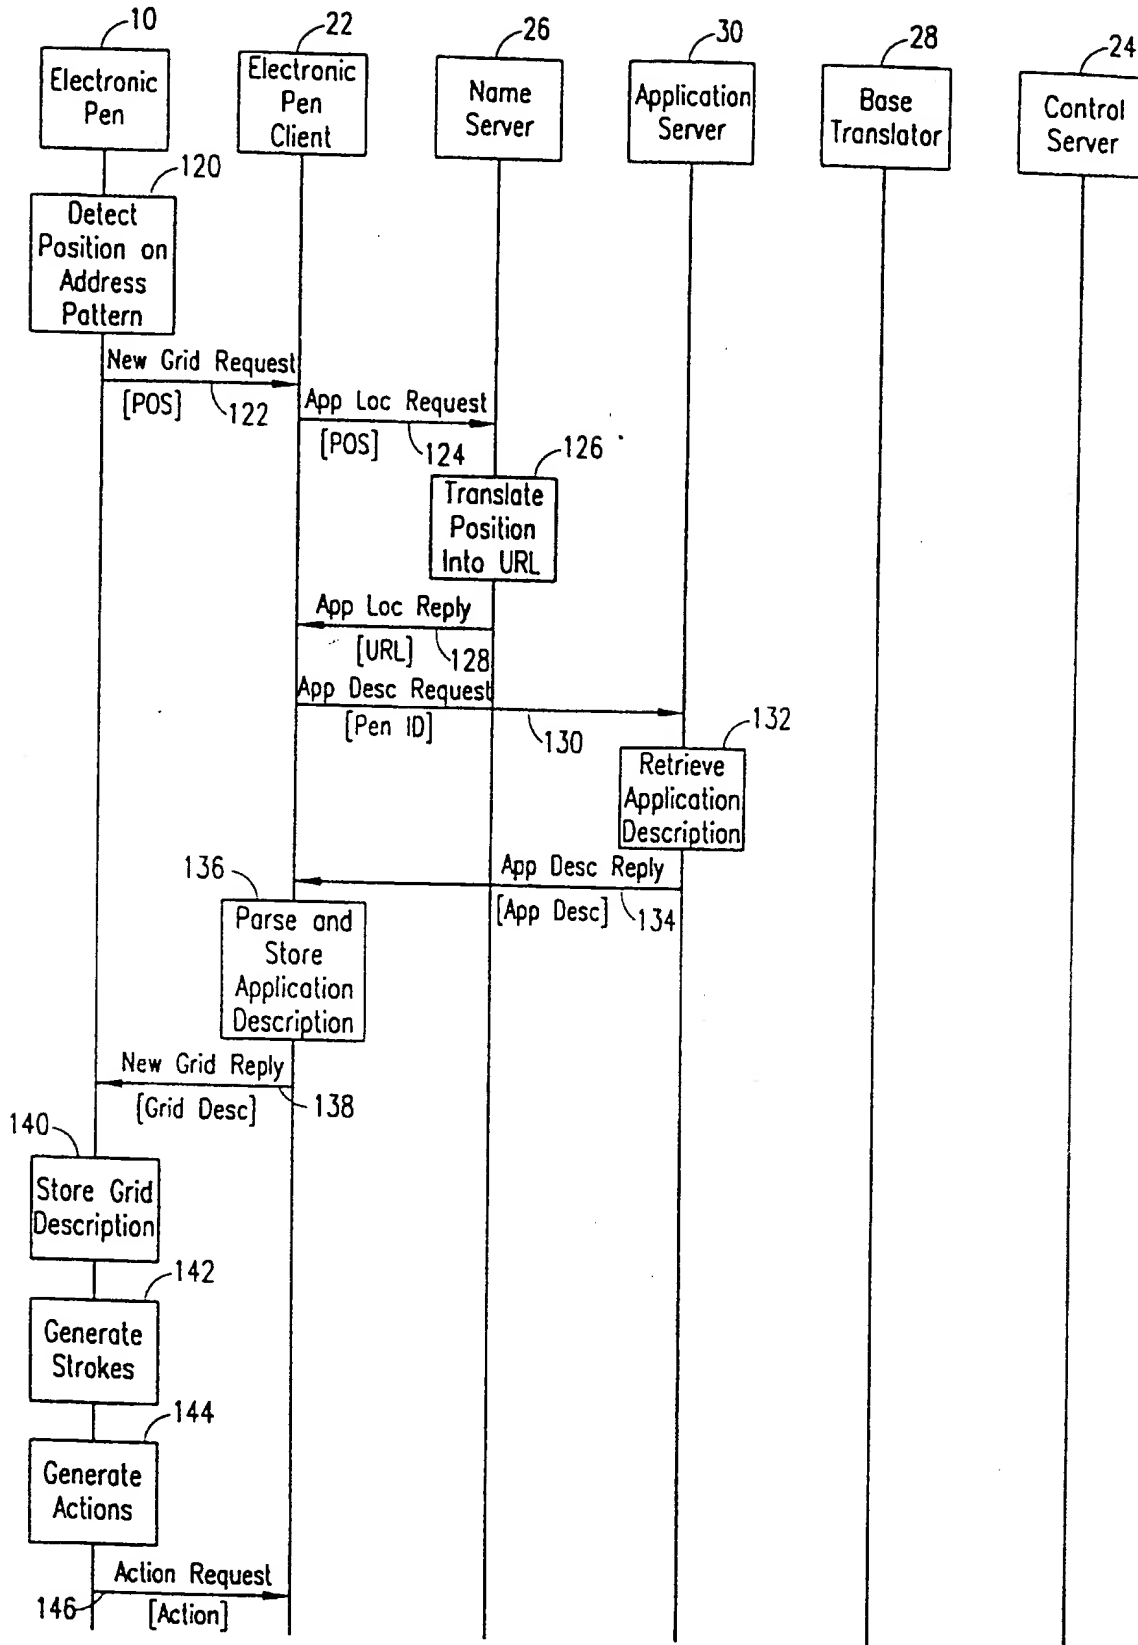 10
22
26
30
28
24
Electronic
Pen
Electronic
Pen
Client
Name
Server
Application
Server
Base
Translator
Control
Server
120
Detect
Position on
Address
Pattern
New Grid Request
[POS]
122
App Loc Request
[POS]
124
126
Translate
Position
Into URL
App Loc Reply
[URL]
128
App Desc Request
[Pen ID]
130
132
Retrieve
Application
Description
App Desc Reply
[App Desc]
134
136
Parse and
Store
Application
Description
New Grid Reply
[Grid Desc]
138
140
Store Grid
Description
142
Generate
Strokes
144
Generate
Actions
Action Request
146
[Action]